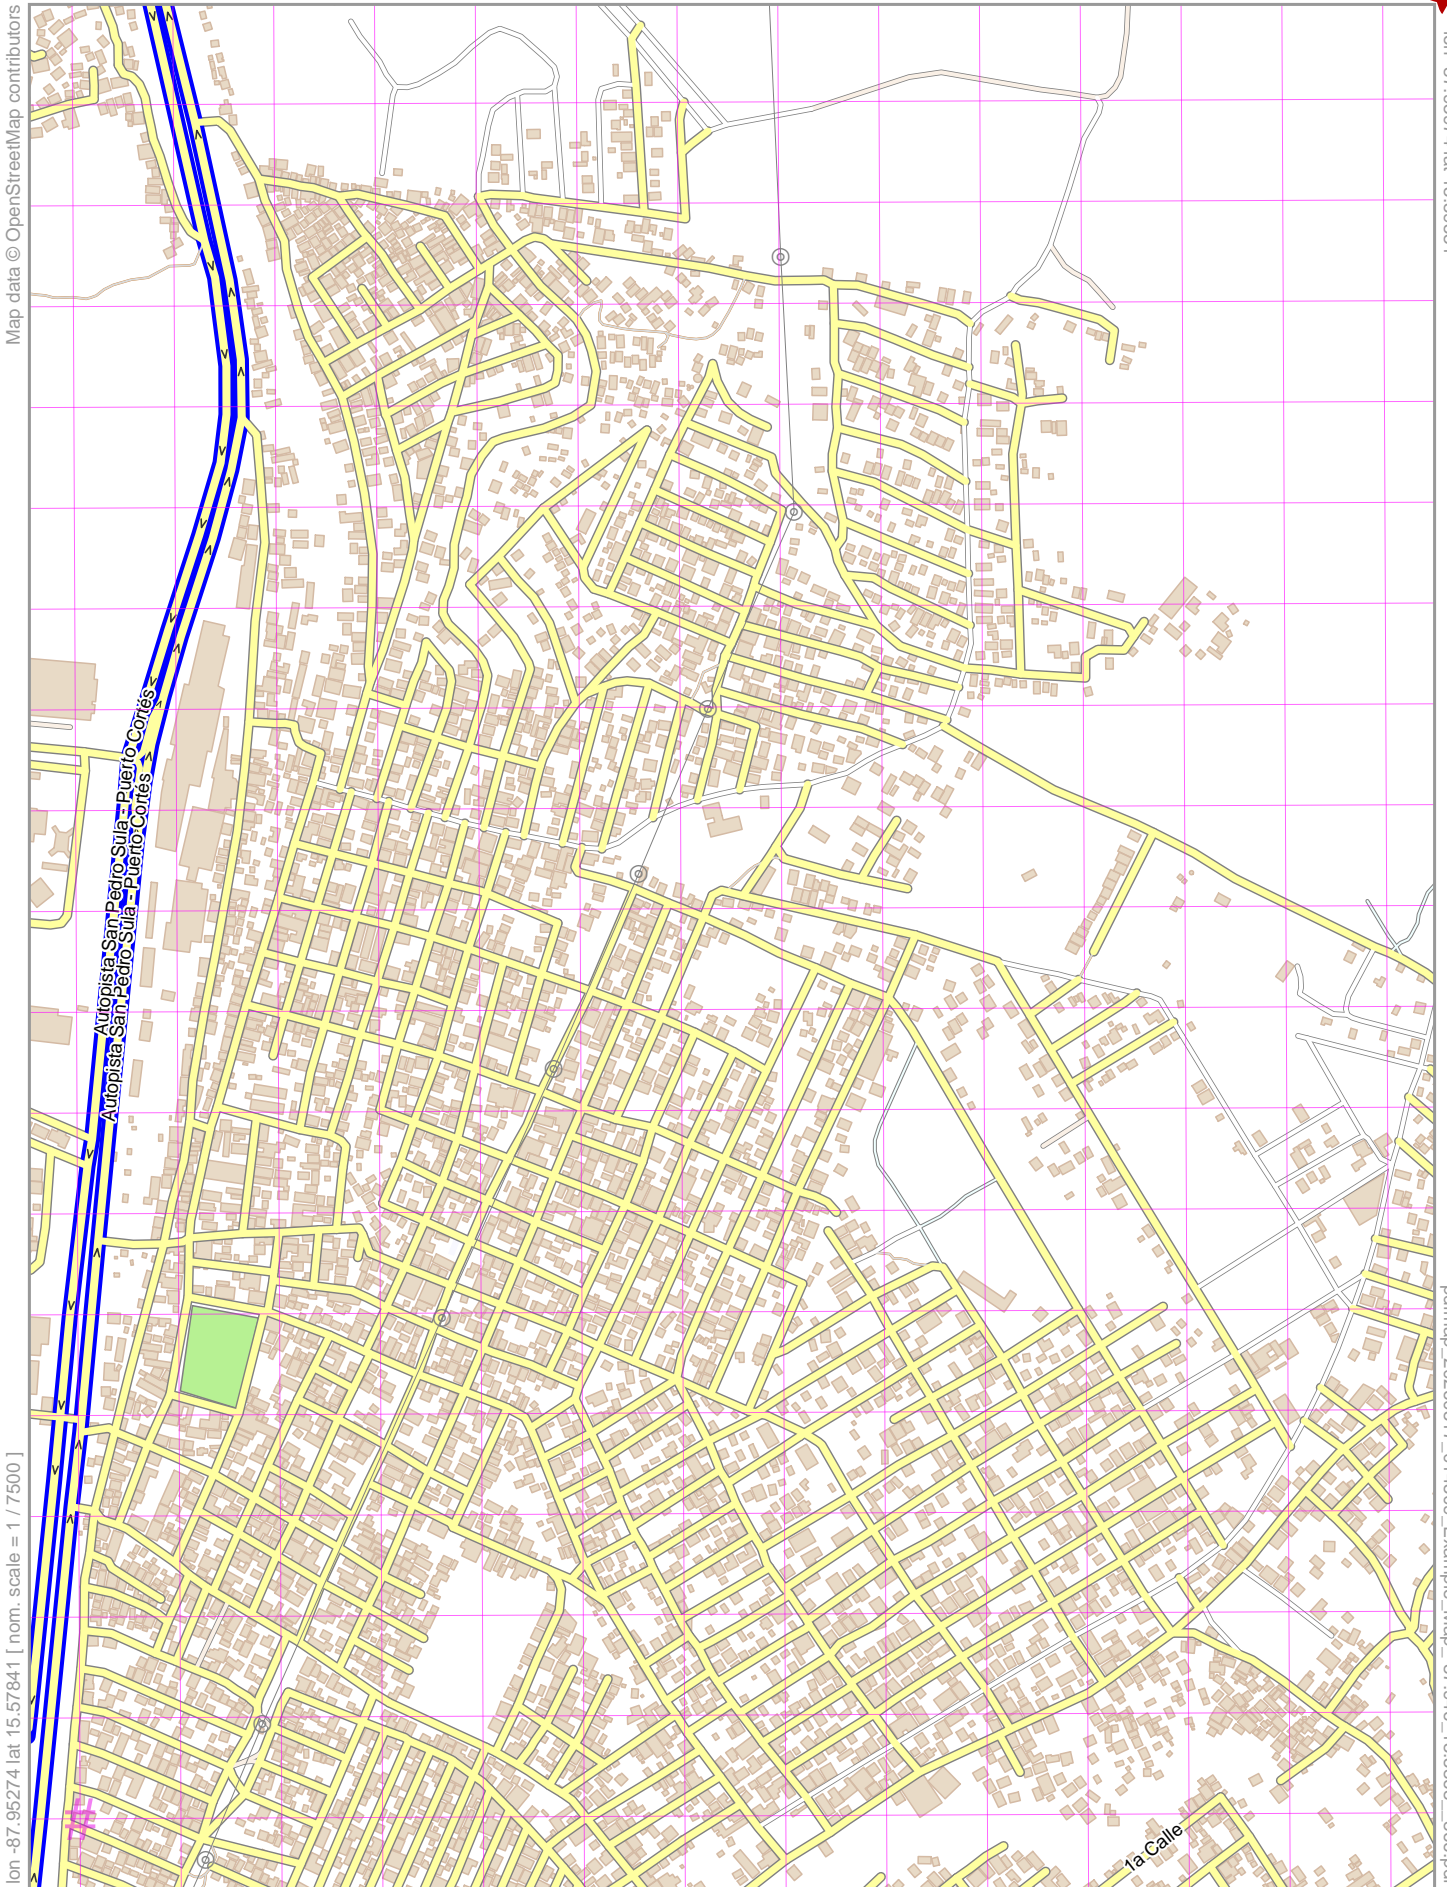 Map data © OpenStreetMap contributors
Autopista San Pedro Sula - Puerto Cortés
Autopista San Pedro Sula - Puerto Cortés
1a Calle
lon -87.95274 lat 15.57841 [ nom. scale = 1 / 7500 ]